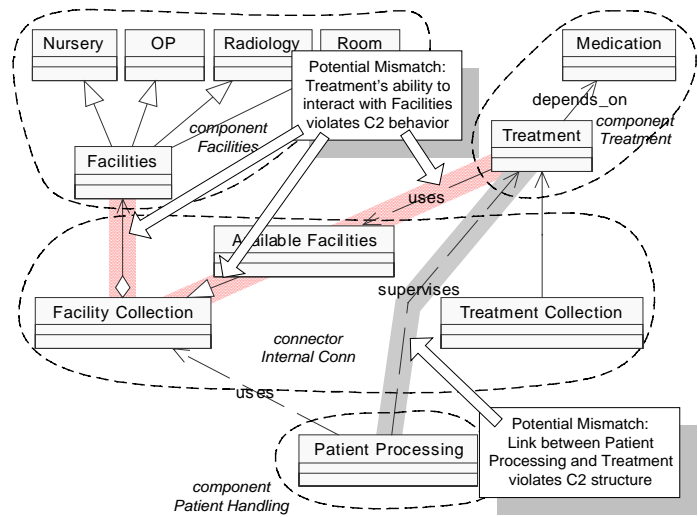 Nursery
OP
Radiology
Room
Medication
Potential Mismatch:
Treatment's ability to
interact with Facilities
violates C2 behavior
depends_on
component
Facilities
component
Treatment
Treatment
Facilities
uses
Available Facilities
supervises
Facility Collection
Treatment Collection
connector
Internal Conn
uses
Potential Mismatch:
Link between Patient
Processing and Treatment
violates C2 structure
Patient Processing
component
Patient Handling